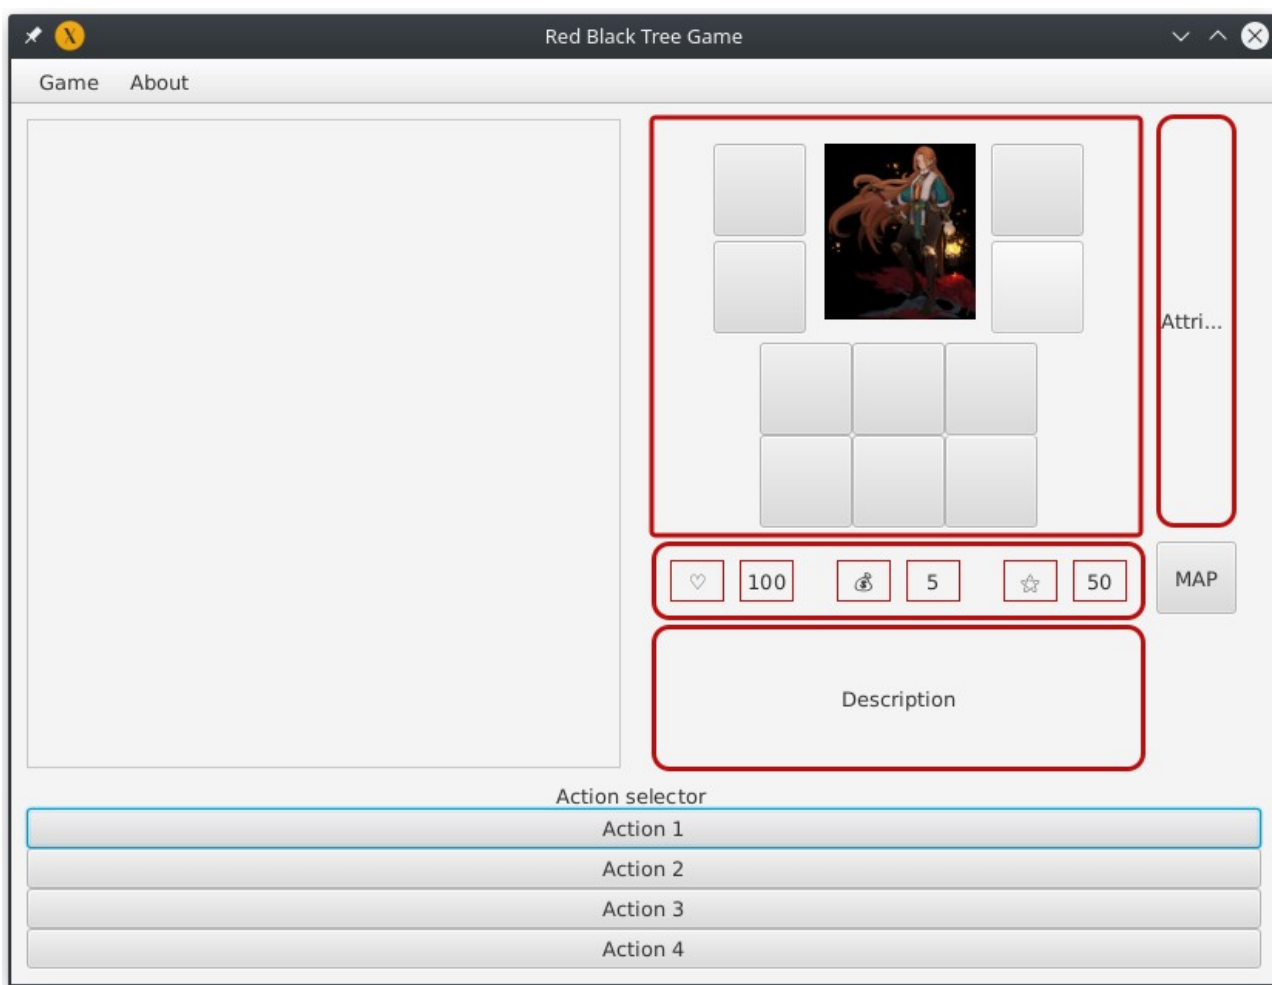 Red Black Tree Game
Game About
Attri...
100 5 50
MAP
Description
Action selector
Action 1
Action 2
Action 3
Action 4